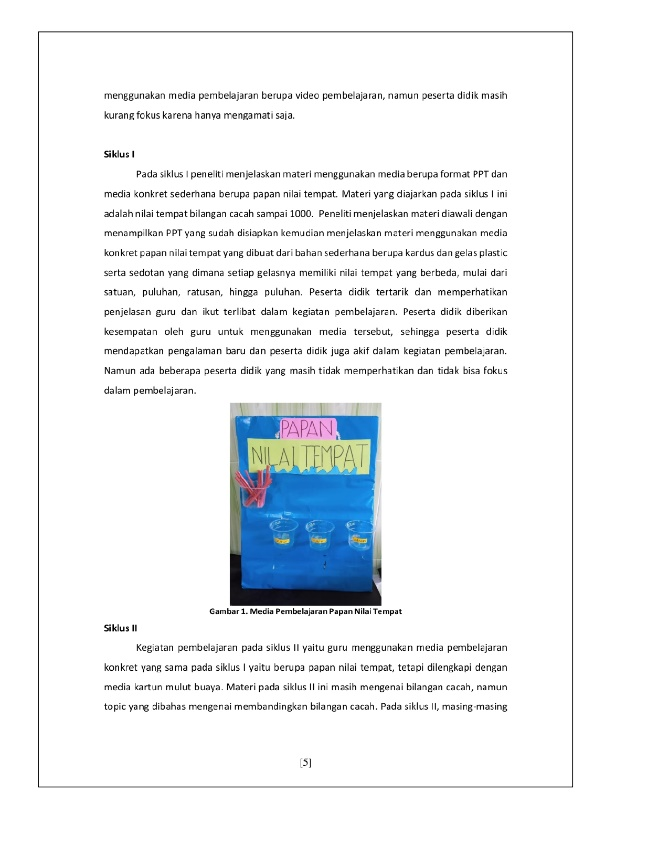 menggunakan media pembelajaran berupa video pembelajaran, namun peserta didik masih
kurang fokus karena hanya mengamati saja.
Siklus I
Pada siklus I peneliti menjelaskan materi menggunakan media berupa format PPT dan
media konkret sederhana berupa papan nilai tempat. Materi yang diajarkan pada siklus I ini
adalah nilai tempat bilangan cacah sampai 1000. Peneliti menjelaskan materi diawali dengan
menampilkan PPT yang sudah disiapkan kemudian menjelaskan materi menggunakan media
konkret papan nilai tempat yang dibuat dari bahan sederhana berupa kardus dan gelas plastic
serta sedotan yang dimana setiap gelasnya memiliki nilai tempat yang berbeda, mulai dari
satuan, puluhan, ratusan, hingga puluhan. Peserta didik tertarik dan memperhatikan
penjelasan guru dan ikut terlibat dalam kegiatan pembelajaran. Peserta didik diberikan
kesempatan oleh guru untuk menggunakan media tersebut, sehingga peserta didik
mendapatkan pengalaman baru dan peserta didik juga akif dalam kegiatan pembelajaran.
Namun ada beberapa peserta didik yang masih tidak memperhatikan dan tidak bisa fokus
dalam pembelajaran.
PAPAN
NILAI TEMPAT
Gambar 1. Media Pembelajaran Papan Nilai Tempat
Siklus II
Kegiatan pembelajaran pada siklus II yaitu guru menggunakan media pembelajaran
konkret yang sama pada siklus I yaitu berupa papan nilai tempat, tetapi dilengkapi dengan
media kartun mulut buaya. Materi pada siklus II ini masih mengenai bilangan cacah, namun
topic yang dibahas mengenai membandingkan bilangan cacah. Pada siklus II, masing-masing
[5]